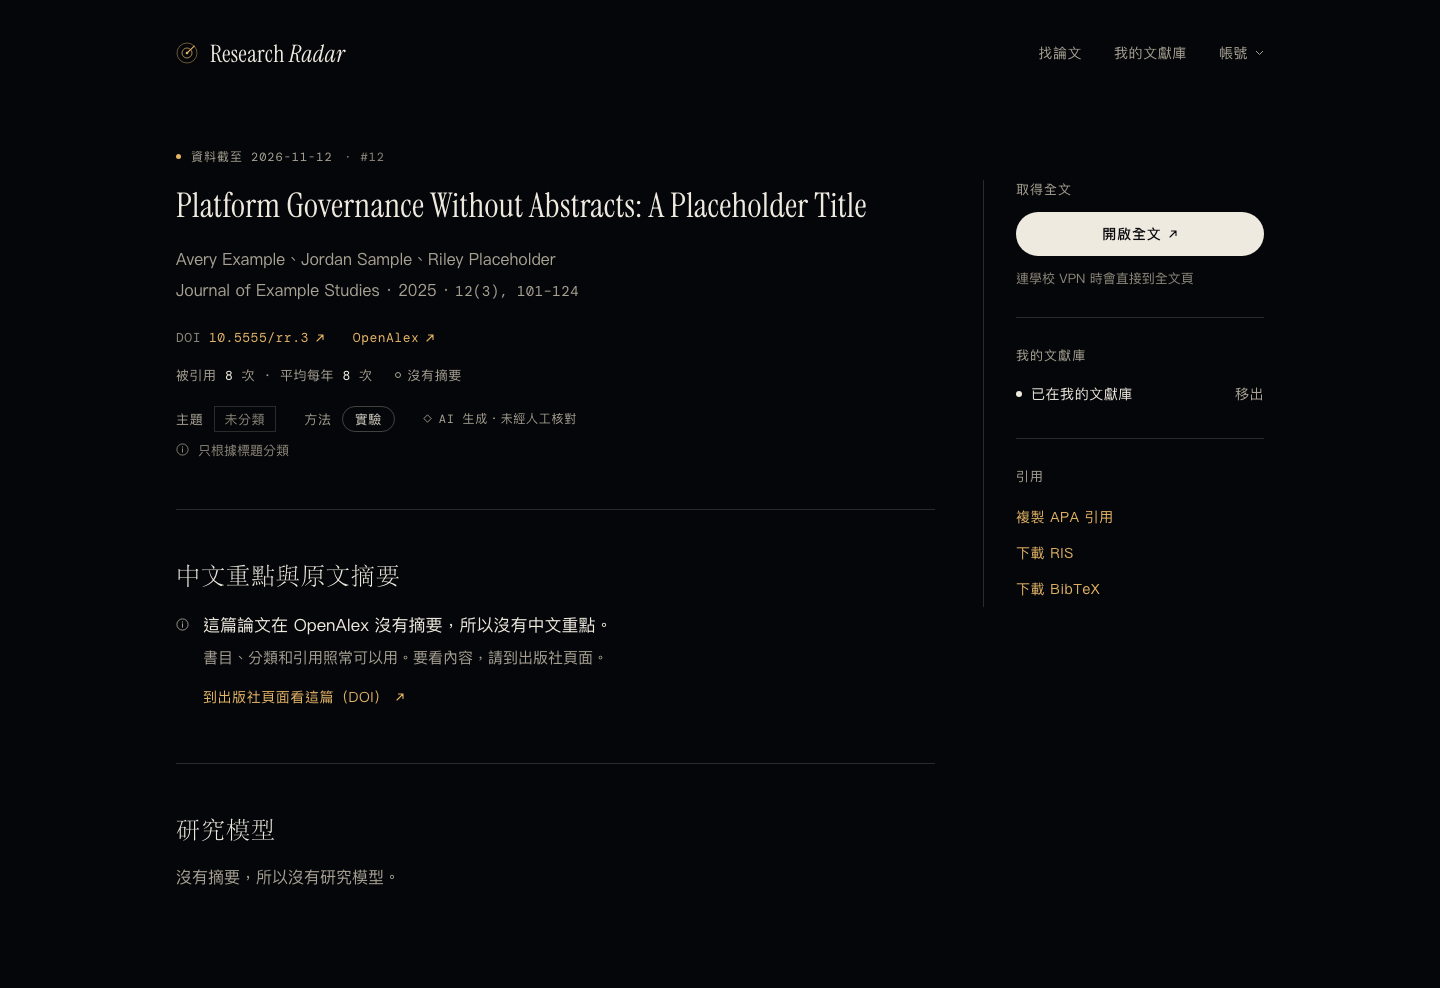 Research Radar
找論文 我的文獻庫 帳號
資料截至 2026-11-12 · #12
Platform Governance Without Abstracts: A Placeholder Title
Avery Example、Jordan Sample、Riley Placeholder
Journal of Example Studies · 2025 · 12(3), 101–124
DOI 10.5555/rr.3 ↗ OpenAlex ↗
被引用 8 次 · 平均每年 8 次 沒有摘要
主題 未分類 方法 實驗 ◇ AI 生成·未經人工核對
ⓘ 只根據標題分類
中文重點與原文摘要
ⓘ 這篇論文在 OpenAlex 沒有摘要，所以沒有中文重點。
書目、分類和引用照常可以用。要看內容，請到出版社頁面。
到出版社頁面看這篇（DOI） ↗
研究模型
沒有摘要，所以沒有研究模型。
取得全文
開啟全文 ↗
連學校 VPN 時會直接到全文頁
我的文獻庫
已在我的文獻庫 移出
引用
複製 APA 引用
下載 RIS
下載 BibTeX